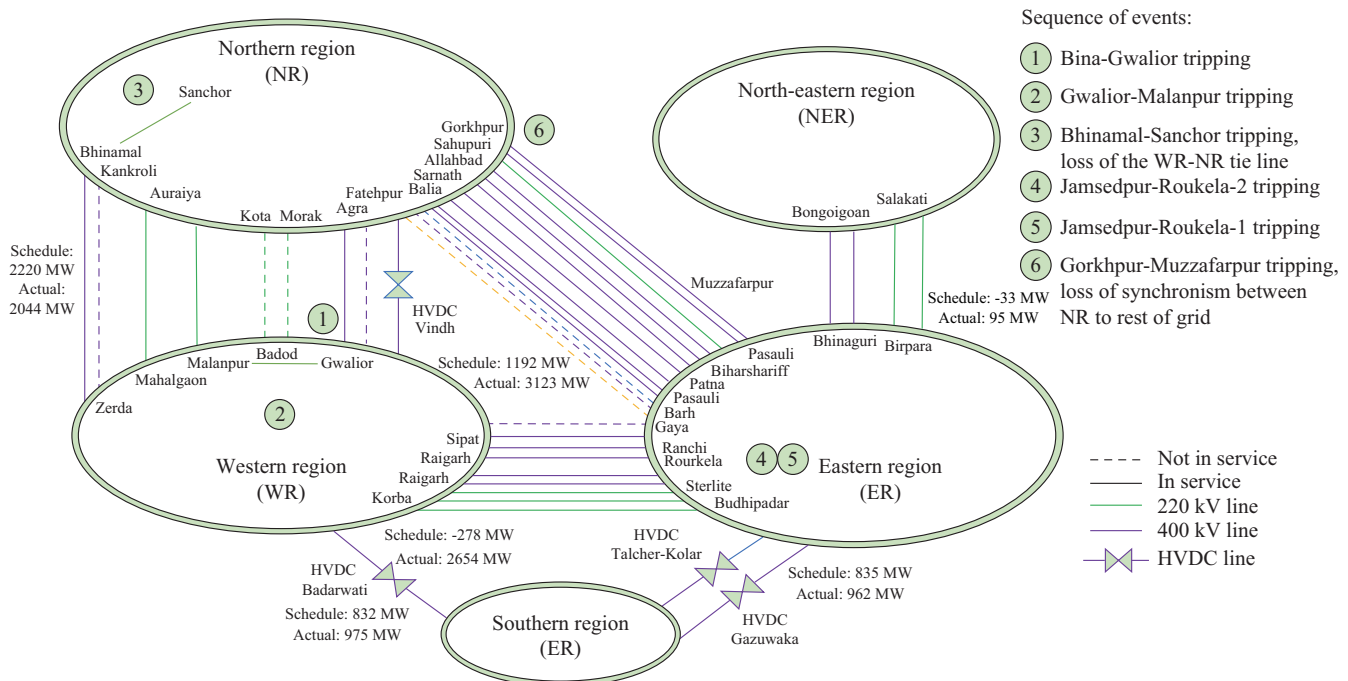 Northern region
(NR)
3
Sanchor
Bhinamal
Kankroli
Auraiya
Kota
Morak
Fatehpur
Agra
Gorkhpur
Sahupuri
Allahbad
Sarnath
Balia
6
North-eastern region
(NER)
Bongoigoan
Salakati
Sequence of events:
1 Bina-Gwalior tripping
2 Gwalior-Malanpur tripping
3 Bhinamal-Sanchor tripping,
loss of the WR-NR tie line
4 Jamsedpur-Roukela-2 tripping
5 Jamsedpur-Roukela-1 tripping
6 Gorkhpur-Muzzafarpur tripping,
loss of synchronism between
NR to rest of grid
Schedule:
2220 MW
Actual:
2044 MW
1
HVDC
Vindh
Muzzafarpur
Schedule: -33 MW
Actual: 95 MW
Schedule: 1192 MW
Actual: 3123 MW
Zerda
Mahalgaon
Malanpur
Badod
Gwalior
2
Western region
(WR)
Sipat
Raigarh
Raigarh
Korba
Pasauli
Biharshariff
Patna
Pasauli
Barh
Gaya
Ranchi
Rourkela
Sterlite
Budhipadar
Bhinaguri
Birpara
4
5
Eastern region
(ER)
Not in service
In service
220 kV line
400 kV line
HVDC line
Schedule: -278 MW
Actual: 2654 MW
HVDC
Badarwati
Schedule: 832 MW
Actual: 975 MW
HVDC
Talcher-Kolar
Schedule: 835 MW
Actual: 962 MW
HVDC
Gazuwaka
Southern region
(ER)